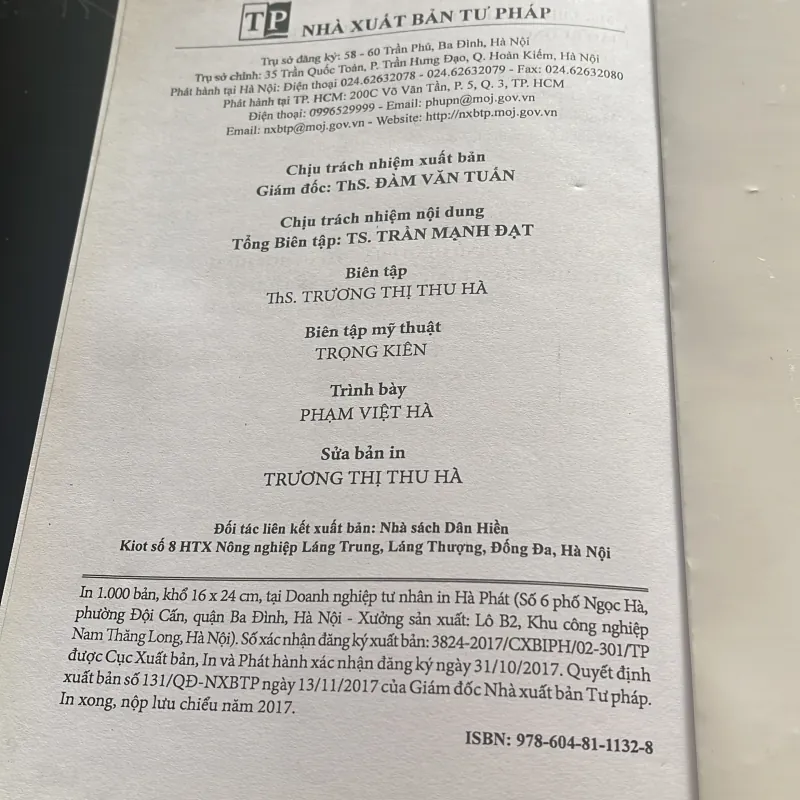 TP NHÀ XUẤT BẢN TƯ PHÁP
Trụ sở đăng ký: 58 - 60 Trần Phú, Ba Đình, Hà Nội
Trụ sở chính: 35 Trần Quốc Toản, P. Trần Hưng Đạo, Q. Hoàn Kiếm, Hà Nội
Phát hành tại Hà Nội: Điện thoại 024.62632078 - 024.62632079 - Fax: 024.62632080
Phát hành tại TP. HCM: 200C Võ Văn Tần, P. 5, Q. 3, TP. HCM
Điện thoại: 0996529999 - Email: phupn@moj.gov.vn
Email: nxbtp@moj.gov.vn - Website: http://nxbtp.moj.gov.vn
Chịu trách nhiệm xuất bản
Giám đốc: ThS. ĐÀM VĂN TUẤN
Chịu trách nhiệm nội dung
Tổng Biên tập: TS. TRẦN MẠNH ĐẠT
Biên tập
ThS. TRƯƠNG THỊ THU HÀ
Biên tập mỹ thuật
TRỌNG KIÊN
Trình bày
PHẠM VIỆT HÀ
Sửa bản in
TRƯƠNG THỊ THU HÀ
Đối tác liên kết xuất bản: Nhà sách Dân Hiền
Kiot số 8 HTX Nông nghiệp Láng Trung, Láng Thượng, Đống Đa, Hà Nội
In 1.000 bản, khổ 16 x 24 cm, tại Doanh nghiệp tư nhân in Hà Phát (Số 6 phố Ngọc Hà,
phường Đội Cấn, quận Ba Đình, Hà Nội - Xưởng sản xuất: Lô B2, Khu công nghiệp
Nam Thăng Long, Hà Nội). Số xác nhận đăng ký xuất bản: 3824-2017/CXBIPH/02-301/TP
được Cục Xuất bản, In và Phát hành xác nhận đăng ký ngày 31/10/2017. Quyết định
xuất bản số 131/QĐ-NXBTP ngày 13/11/2017 của Giám đốc Nhà xuất bản Tư pháp.
In xong, nộp lưu chiểu năm 2017.
ISBN: 978-604-81-1132-8